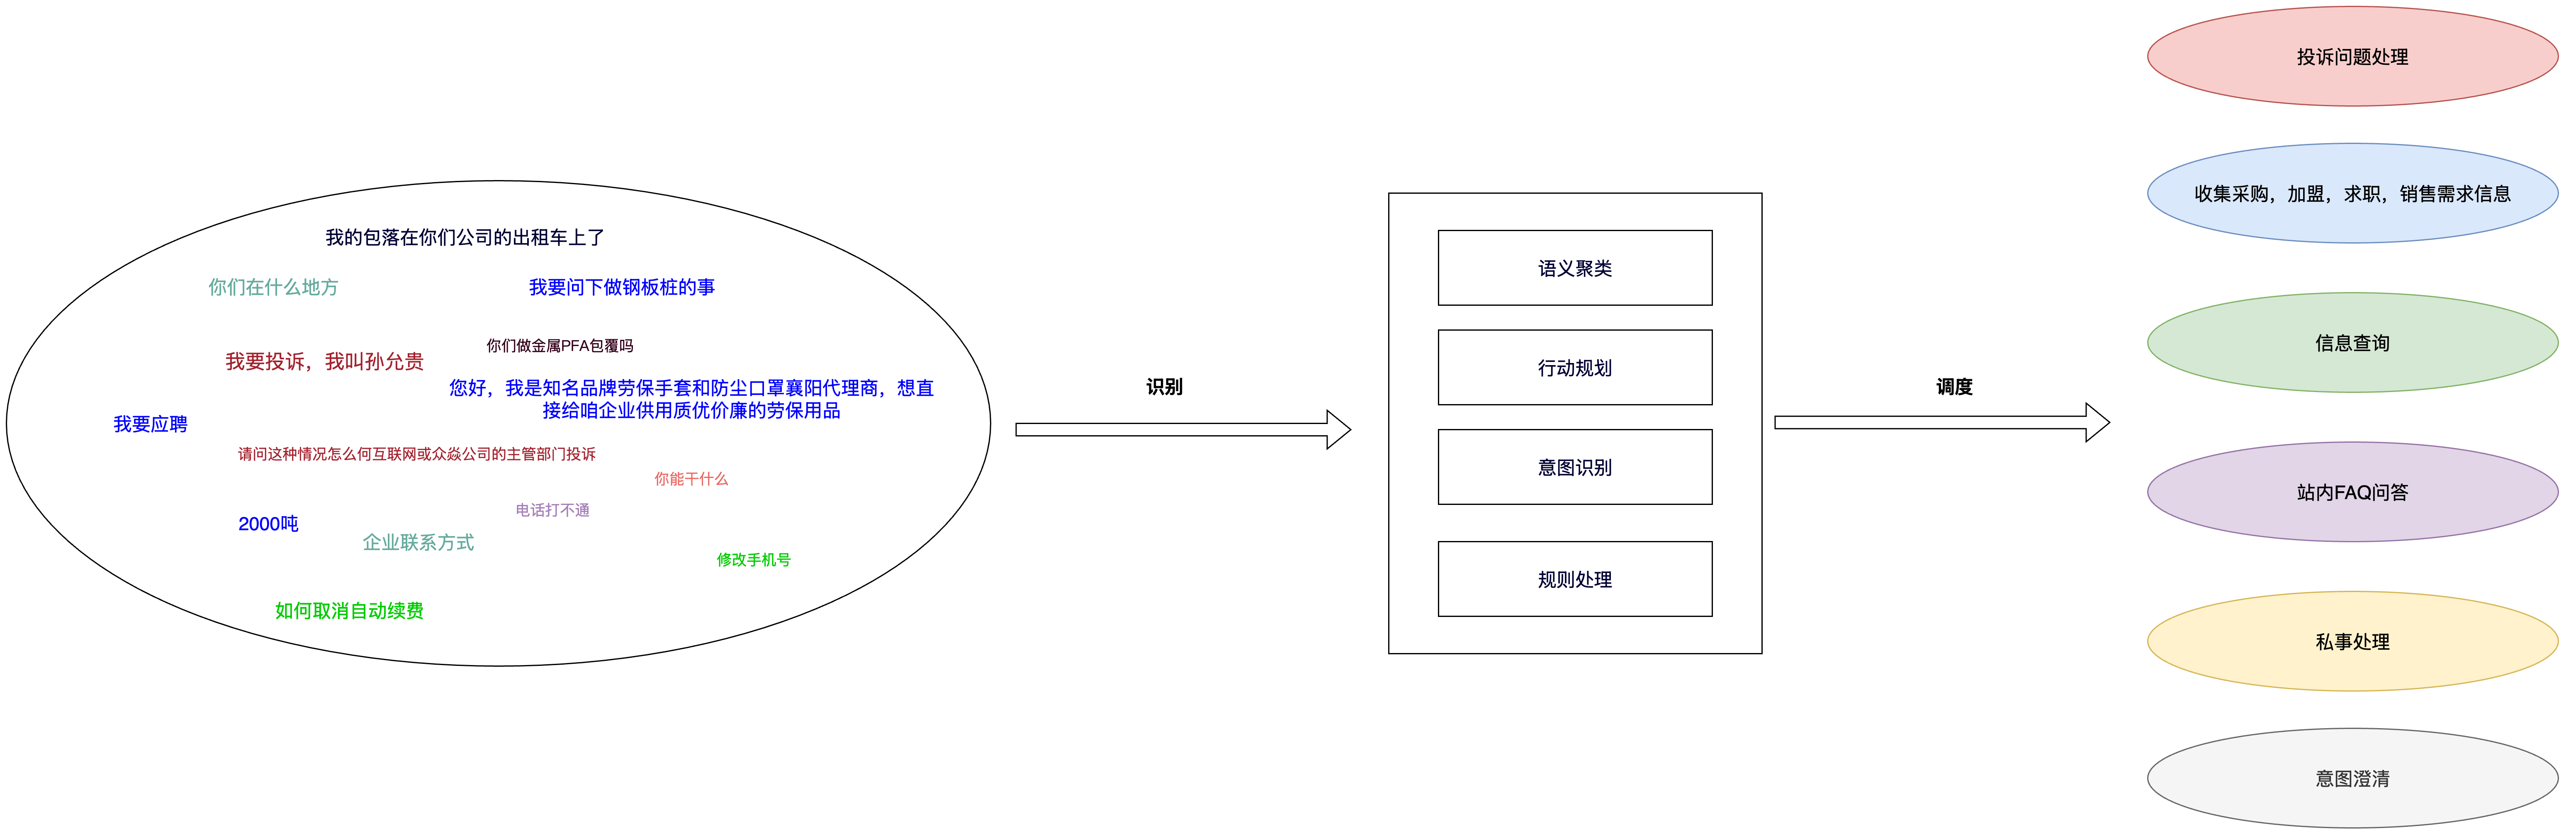 我的包落在你们公司的出租车上了
你们在什么地方
我要问下做钢板桩的事
你们做金属PFA包覆吗
我要投诉，我叫孙允贵
您好，我是知名品牌劳保手套和防尘口罩襄阳代理商，想直
接给咱企业供用质优价廉的劳保用品
我要应聘
请问这种情况怎么何互联网或众焱公司的主管部门投诉
你能干什么
电话打不通
2000吨
企业联系方式
修改手机号
如何取消自动续费
识别
语义聚类
行动规划
意图识别
规则处理
调度
投诉问题处理
收集采购，加盟，求职，销售需求信息
信息查询
站内FAQ问答
私事处理
意图澄清